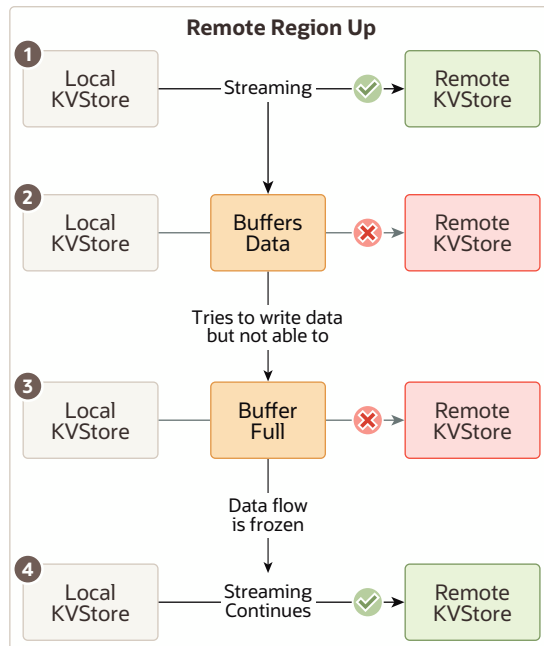 Remote Region Up
1
Local
KVStore
Streaming
Remote
KVStore
2
Local
KVStore
Buffers
Data
Remote
KVStore
Tries to write data
but not able to
3
Local
KVStore
Buffer
Full
Remote
KVStore
Data flow
is frozen
4
Local
KVStore
Streaming
Continues
Remote
KVStore